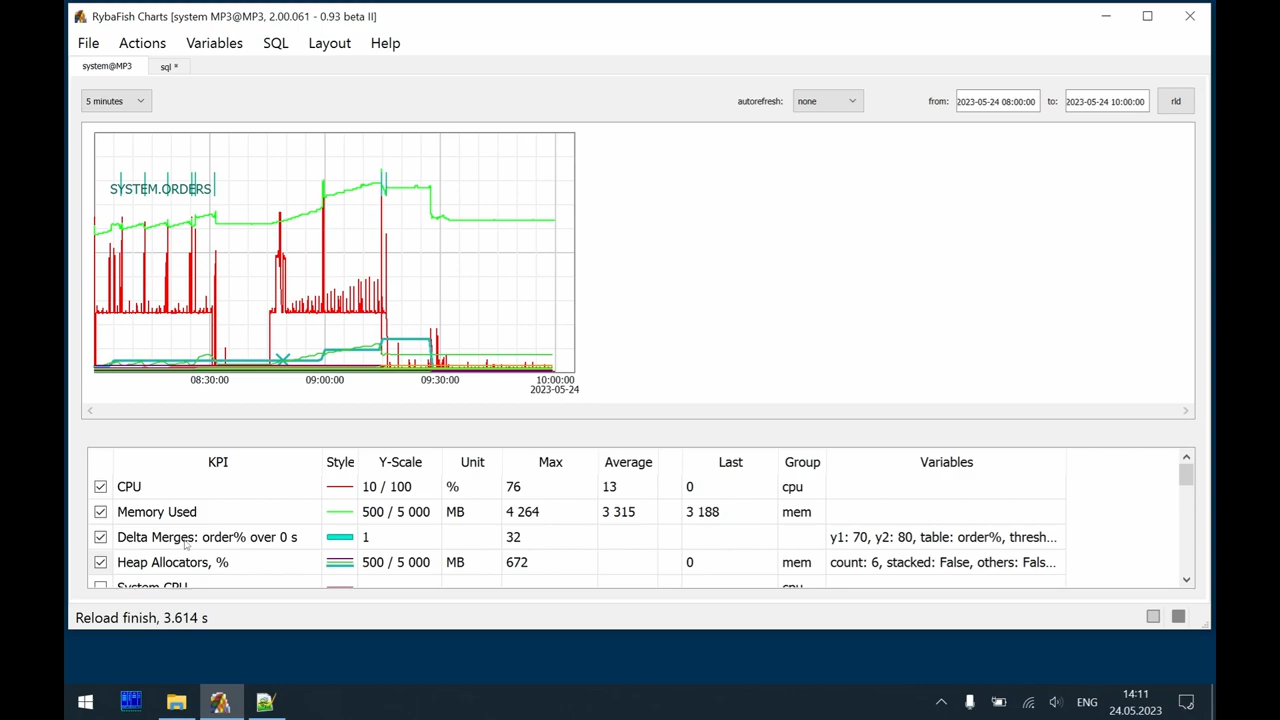 RybaFish Charts [system MP3@MP3, 2.00.061 - 0.93 beta II]
File Actions Variables SQL Layout Help
system@MP3 sql *
5 minutes autorefresh: none from: 2023-05-24 08:00:00 to: 2023-05-24 10:00:00 rld
SYSTEM.ORDERS
08:30:00 09:00:00 09:30:00 10:00:00
2023-05-24
KPI Style Y-Scale Unit Max Average Last Group Variables
CPU 10 / 100 % 76 13 0 cpu
Memory Used 500 / 5 000 MB 4 264 3 315 3 188 mem
Delta Merges: order% over 0 s 1 32 y1: 70, y2: 80, table: order%, thresh...
Heap Allocators, % 500 / 5 000 MB 672 0 mem count: 6, stacked: False, others: Fals...
System CPU cpu
Reload finish, 3.614 s
ENG
14:11
24.05.2023